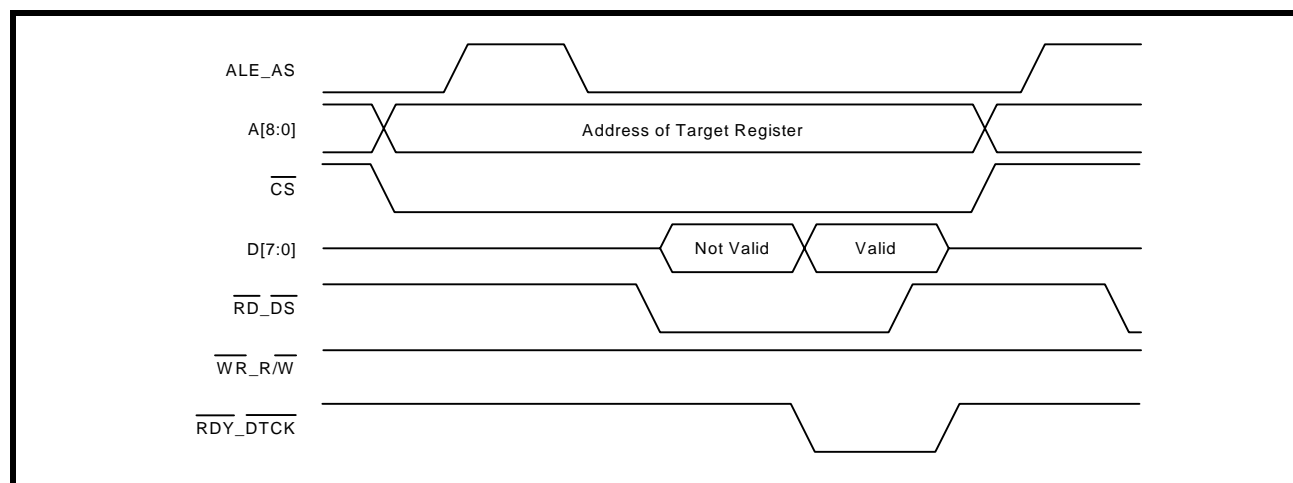 ALE_AS
A[8:0]
Address of Target Register
CS
D[7:0]
Not Valid
Valid
RD_DS
WR_R/W
RDY_DTCK